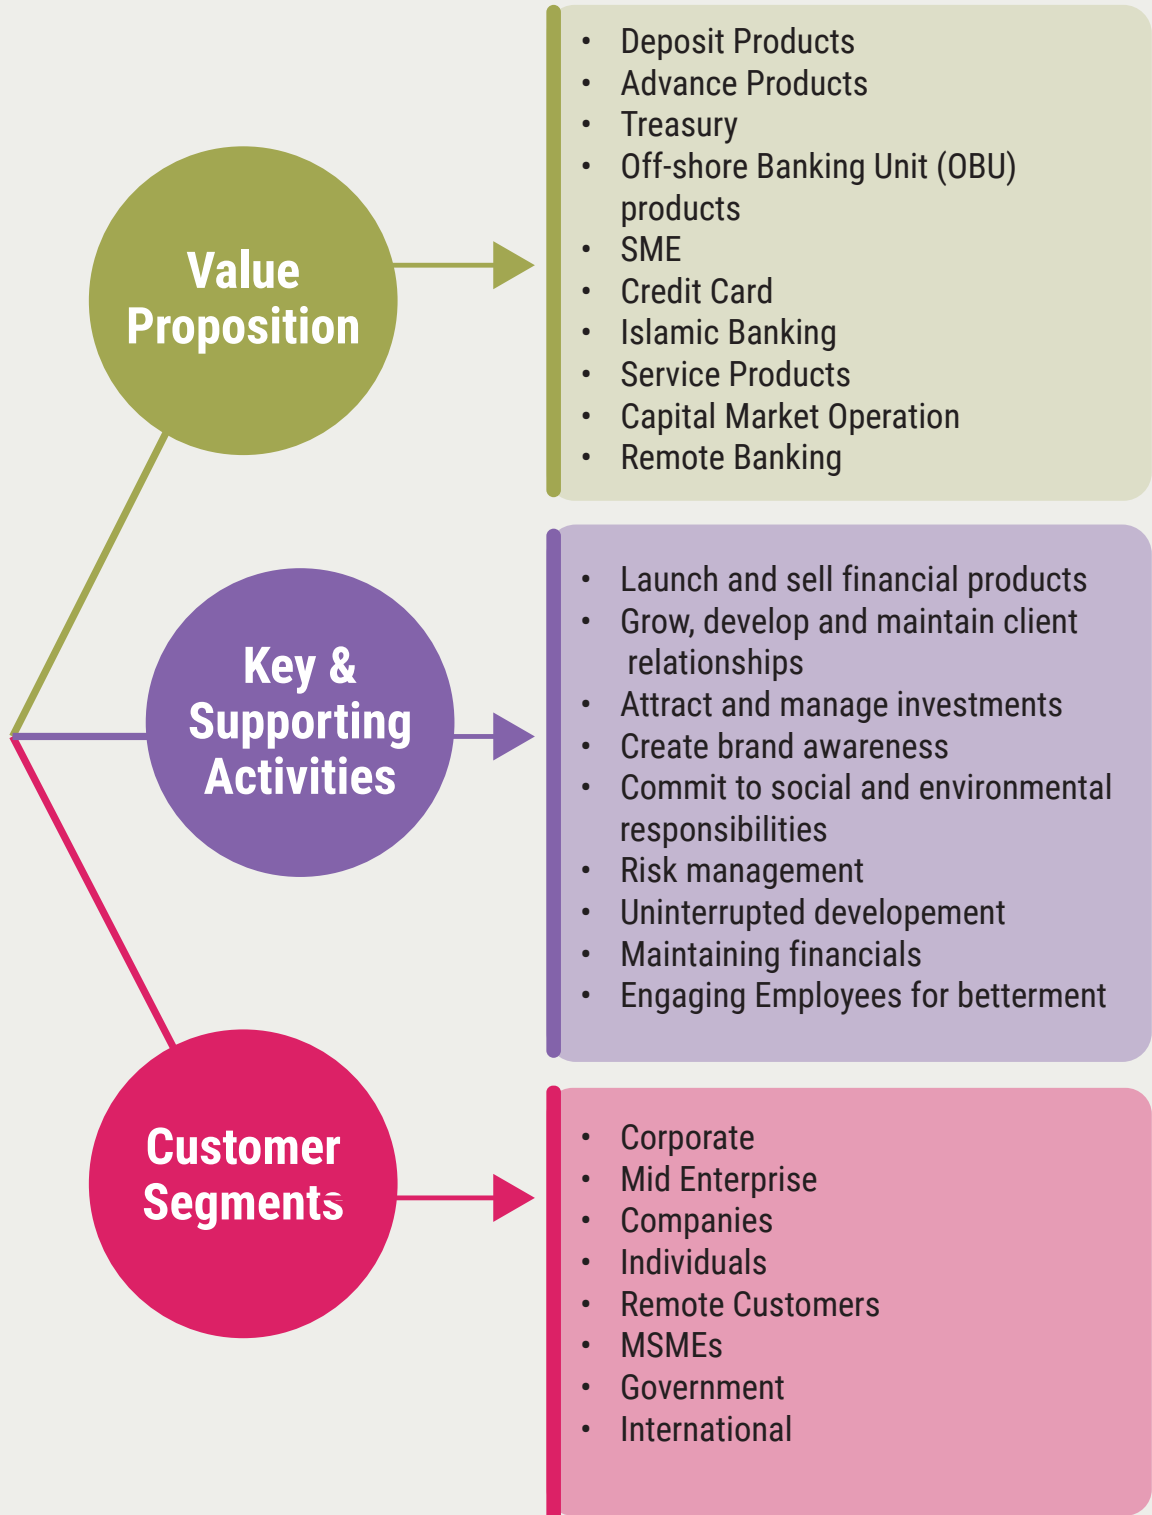 Value
Proposition
• Deposit Products
• Advance Products
• Treasury
• Off-shore Banking Unit (OBU)
products
• SME
• Credit Card
• Islamic Banking
• Service Products
• Capital Market Operation
• Remote Banking
Key &
Supporting
Activities
• Launch and sell financial products
• Grow, develop and maintain client
relationships
• Attract and manage investments
• Create brand awareness
• Commit to social and environmental
responsibilities
• Risk management
• Uninterrupted developement
• Maintaining financials
• Engaging Employees for betterment
Customer
Segments
• Corporate
• Mid Enterprise
• Companies
• Individuals
• Remote Customers
• MSMEs
• Government
• International